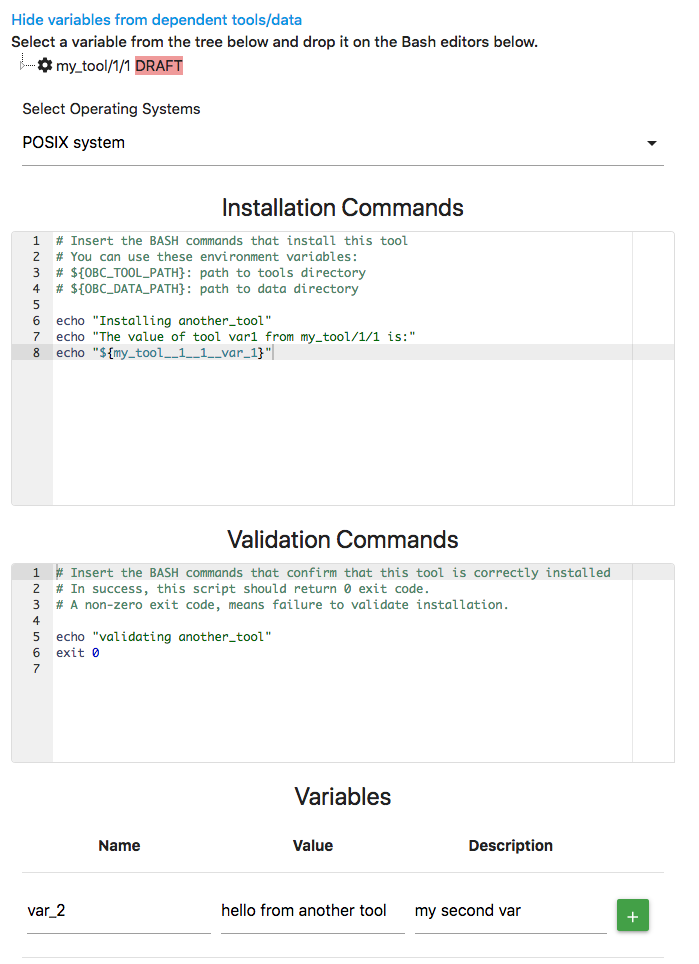 Hide variables from dependent tools/data
Select a variable from the tree below and drop it on the Bash editors below.
my_tool/1/1 DRAFT
Select Operating Systems
POSIX system
Installation Commands
1 # Insert the BASH commands that install this tool
2 # You can use these environment variables:
3 # ${OBC_TOOL_PATH}: path to tools directory
4 # ${OBC_DATA_PATH}: path to data directory
5
6 echo "Installing another_tool"
7 echo "The value of tool var1 from my_tool/1/1 is:"
8 echo "${my_tool__1__1__var_1}"
Validation Commands
1 # Insert the BASH commands that confirm that this tool is correctly installed
2 # In success, this script should return 0 exit code.
3 # A non-zero exit code, means failure to validate installation.
4
5 echo "validating another_tool"
6 exit 0
7
Variables
Name Value Description
var_2 hello from another tool my second var +